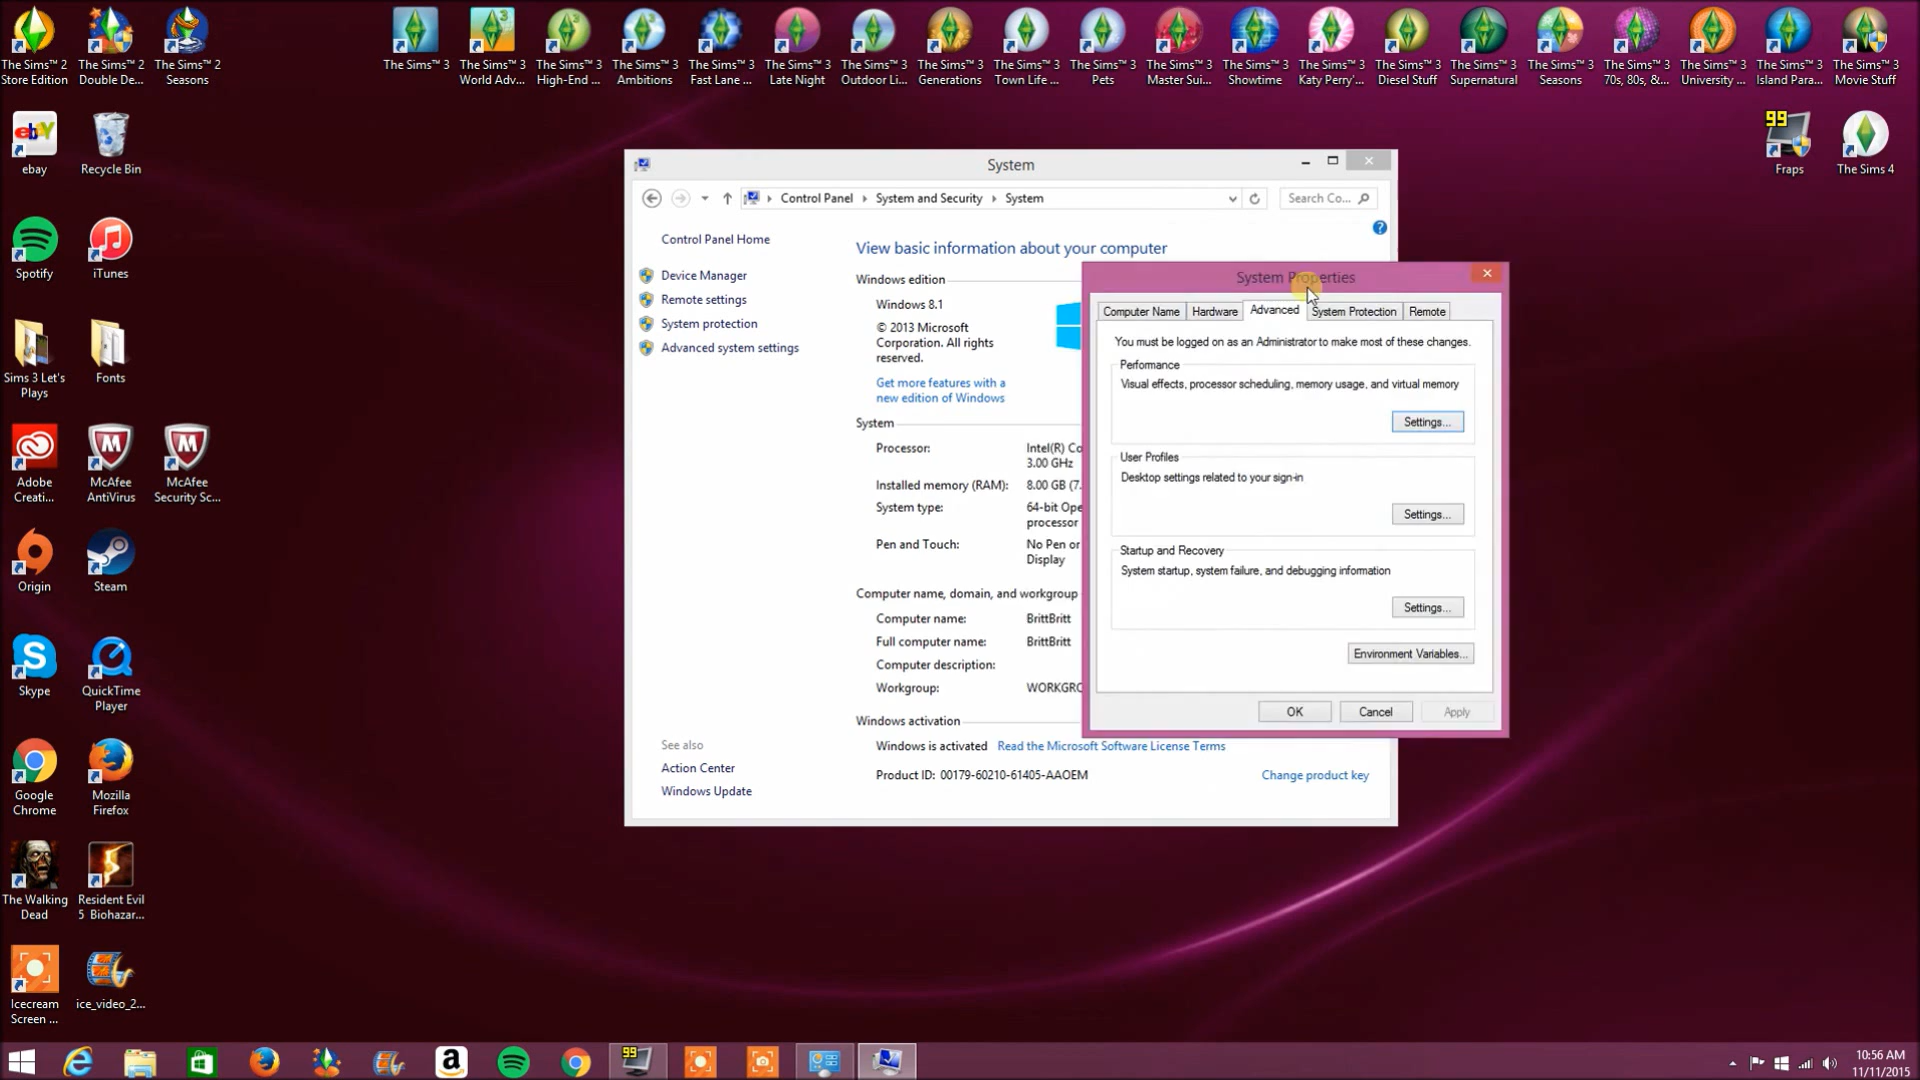 The Sims™ 2
Store Edition
The Sims™ 2
Double De...
The Sims™ 2
Seasons
The Sims™ 3
The Sims™ 3
World Adv...
The Sims™ 3
High-End ...
The Sims™ 3
Ambitions
The Sims™ 3
Fast Lane ...
The Sims™ 3
Late Night
The Sims™ 3
Outdoor Li...
The Sims™ 3
Generations
The Sims™ 3
Town Life ...
The Sims™ 3
Pets
The Sims™ 3
Master Sui...
The Sims™ 3
Showtime
The Sims™ 3
Katy Perry'...
The Sims™ 3
Diesel Stuff
The Sims™ 3
Supernatural
The Sims™ 3
Seasons
The Sims™ 3
70s, 80s, &...
The Sims™ 3
University ...
The Sims™ 3
Island Para...
The Sims™ 3
Movie Stuff
ebay
Recycle Bin
99
Fraps
The Sims 4
Spotify
iTunes
Sims 3 Let's
Plays
Fonts
Adobe
Creati...
McAfee
AntiVirus
McAfee
Security Sc...
Origin
Steam
Skype
QuickTime
Player
Google
Chrome
Mozilla
Firefox
The Walking
Dead
Resident Evil
5 Biohazar...
Icecream
Screen ...
ice_video_2...
System
Control Panel
System and Security
System
Search Co...
Control Panel Home
Device Manager
Remote settings
System protection
Advanced system settings
See also
Action Center
Windows Update
View basic information about your computer
Windows edition
Windows 8.1
© 2013 Microsoft
Corporation. All rights
reserved.
Get more features with a
new edition of Windows
System
Processor: Intel(R) Co
3.00 GHz
Installed memory (RAM): 8.00 GB (7.
System type: 64-bit Ope
processor
Pen and Touch: No Pen or
Display
Computer name, domain, and workgroup
Computer name: BrittBritt
Full computer name: BrittBritt
Computer description:
Workgroup: WORKGRO
Windows activation
Windows is activated Read the Microsoft Software License Terms
Product ID: 00179-60210-61405-AAOEM
Change product key
System Properties
Computer Name
Hardware
Advanced
System Protection
Remote
You must be logged on as an Administrator to make most of these changes.
Performance
Visual effects, processor scheduling, memory usage, and virtual memory
Settings...
User Profiles
Desktop settings related to your sign-in
Settings...
Startup and Recovery
System startup, system failure, and debugging information
Settings...
Environment Variables...
OK
Cancel
Apply
99
10:56 AM
11/11/2015